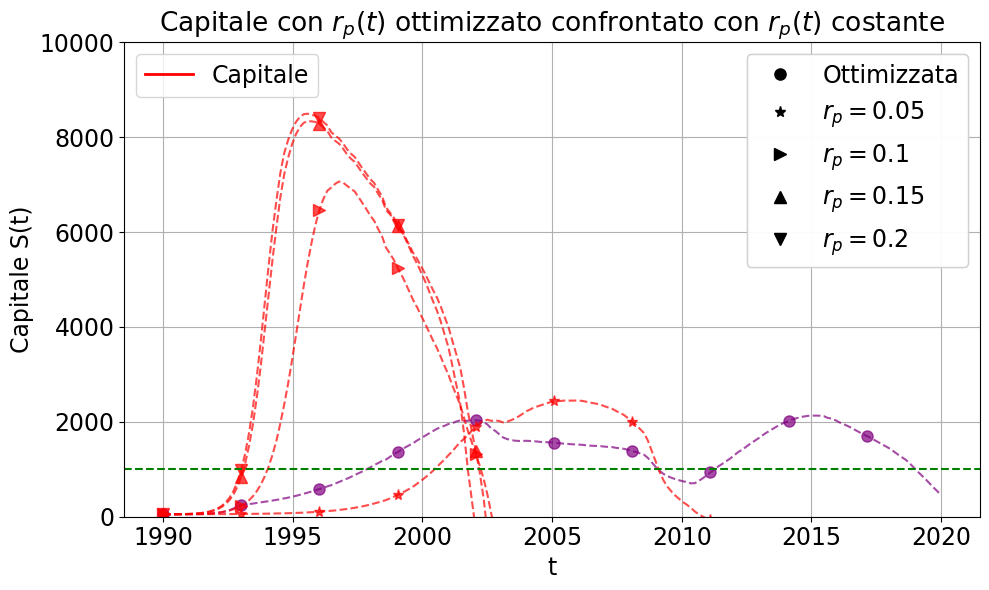 Capitale con $r_p(t)$ ottimizzato confrontato con $r_p(t)$ costante
10000
8000
6000
4000
2000
0
Capitale S(t)
Capitale
Ottimizzata
$r_p = 0.05$
$r_p = 0.1$
$r_p = 0.15$
$r_p = 0.2$
1990 1995 2000 2005 2010 2015 2020
t